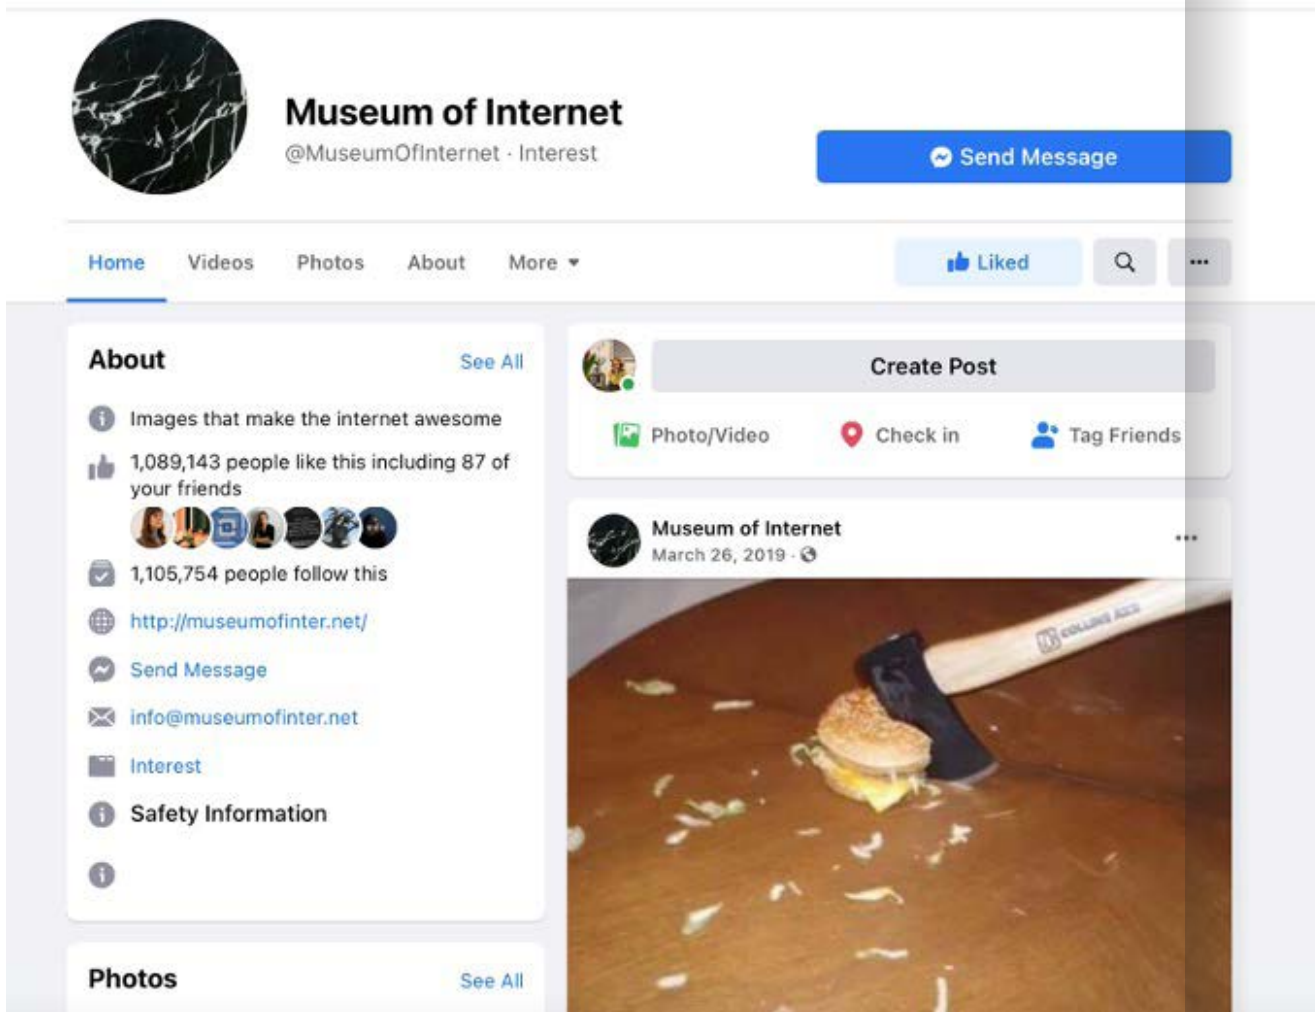 Museum of Internet
@MuseumOfInternet · Interest
Send Message
Home Videos Photos About More
Liked
About
See All
Images that make the internet awesome
1,089,143 people like this including 87 of
your friends
1,105,754 people follow this
http://museumofinter.net/
Send Message
info@museumofinter.net
Interest
Safety Information
Photos
See All
Create Post
Photo/Video
Check in
Tag Friends
Museum of Internet
March 26, 2019 ·
COLLINS AXES